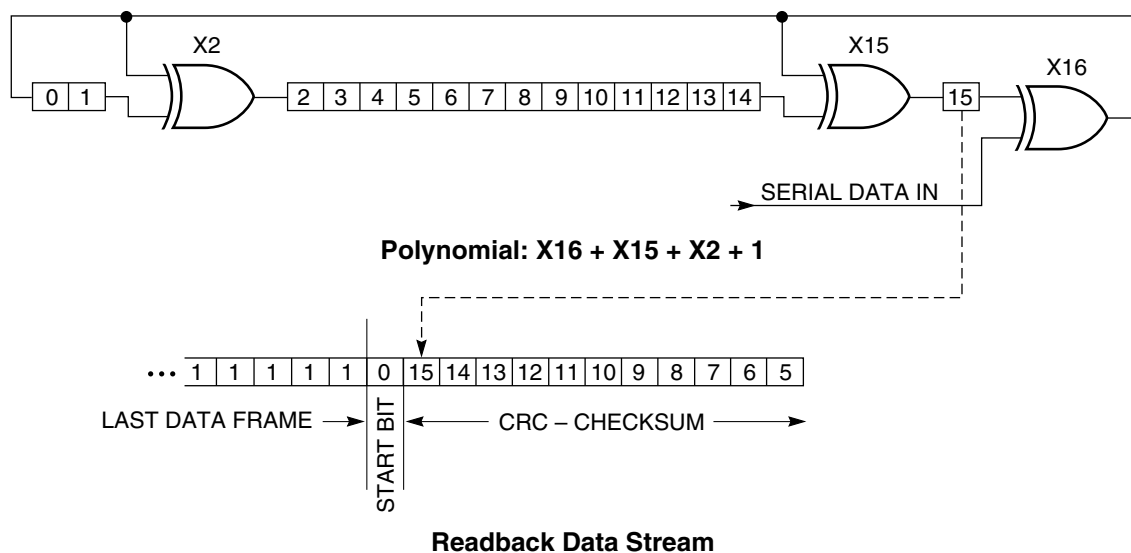 X2
X15
X16
0 1
2 3 4 5 6 7 8 9 10 11 12 13 14
15
SERIAL DATA IN
Polynomial: X16 + X15 + X2 + 1
••• 1 1 1 1 1 0 15 14 13 12 11 10 9 8 7 6 5
LAST DATA FRAME
START BIT
CRC – CHECKSUM
Readback Data Stream